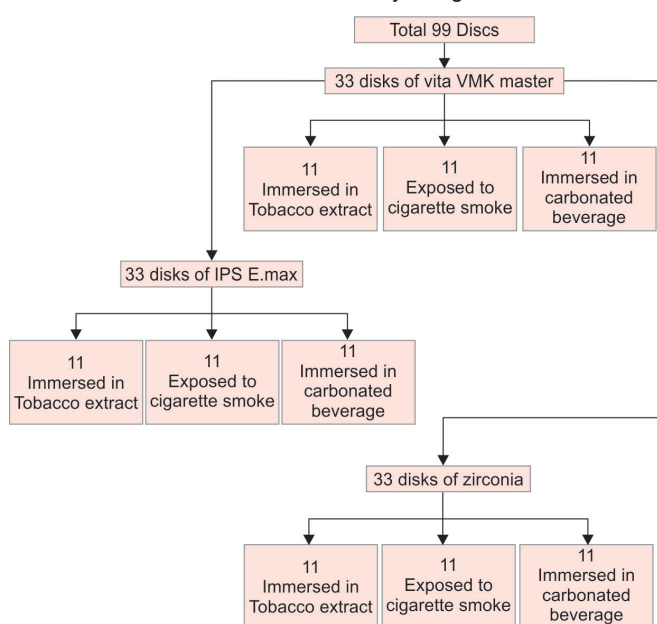 Total 99 Discs
33 disks of vita VMK master
11
Immersed in
Tobacco extract
11
Exposed to
cigarette smoke
11
Immersed in
carbonated
beverage
33 disks of IPS E.max
11
Immersed in
Tobacco extract
11
Exposed to
cigarette smoke
11
Immersed in
carbonated
beverage
33 disks of zirconia
11
Immersed in
Tobacco extract
11
Exposed to
cigarette smoke
11
Immersed in
carbonated
beverage